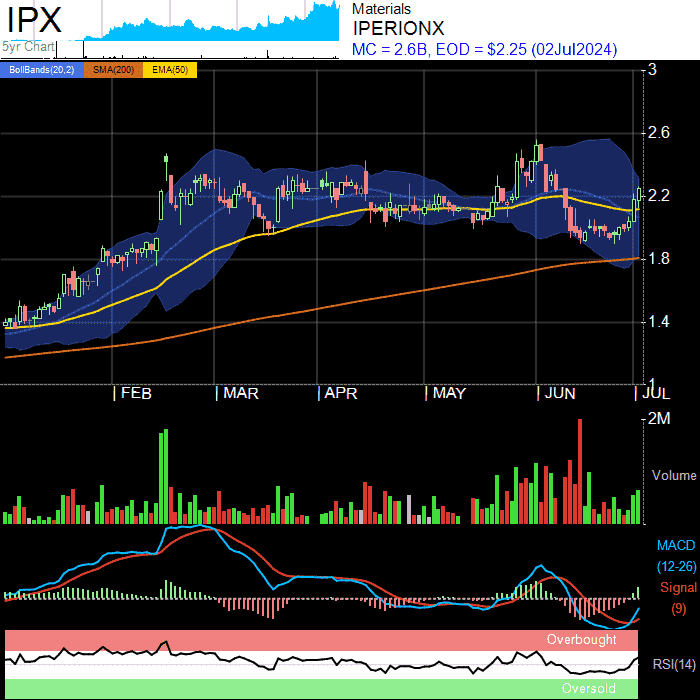 IPX
5yr Chart
Materials
IPERIONX
MC = 2.6B, EOD = $2.25 (02Jul2024)
BollBands(20,2) SMA(200) EMA(50)
3
2.6
2.2
1.8
1.4
1
FEB MAR APR MAY JUN JUL
2M
Volume
MACD
(12-26)
Signal
(9)
Overbought
RSI(14)
Oversold